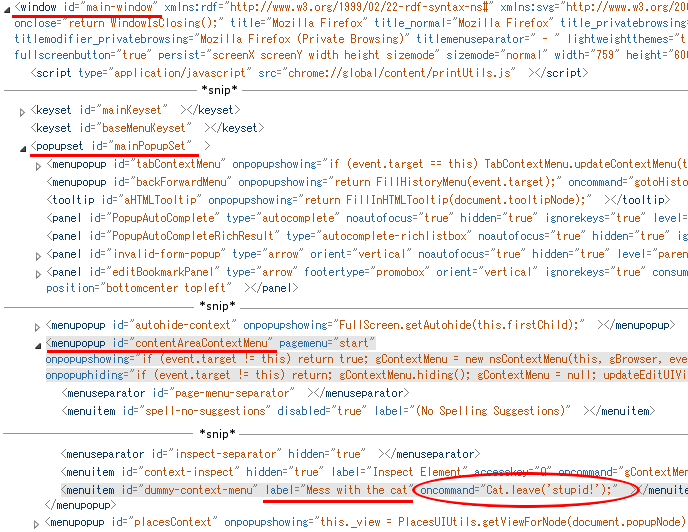 <window id="main-window" xmlns:rdf="http://www.w3.org/1999/02/22-rdf-syntax-ns#" xmlns:svg="http://www.w3.org/200
onclose="return WindowIsClosing();" title="Mozilla Firefox" title_normal="Mozilla Firefox" title_privatebrowsing=
titlemodifier_privatebrowsing="Mozilla Firefox (Private Browsing)" titlemenuseparator=" - " lightweightthemes="t
fullscreenbutton="true" persist="screenX screenY width height sizemode" sizemode="normal" width="759" height="60
<script type="application/javascript" src="chrome://global/content/printUtils.js" ></script>
*snip*
<keyset id="mainKeyset" ></keyset>
<keyset id="baseMenuKeyset" ></keyset>
<popupset id="mainPopupSet" >
<menupopup id="tabContextMenu" onpopupshowing="if (event.target == this) TabContextMenu.updateContextMenu(t
<menupopup id="backForwardMenu" onpopupshowing="return FillHistoryMenu(event.target);" oncommand="gotoHisto
<tooltip id="aHTMLTooltip" onpopupshowing="return FillInHTMLTooltip(document.tooltipNode);" ></tooltip>
<panel id="PopupAutoComplete" type="autocomplete" noautofocus="true" hidden="true" ignorekeys="true" level=
<panel id="PopupAutoCompleteRichResult" type="autocomplete-richlistbox" noautofocus="true" hidden="true" ig
<panel id="invalid-form-popup" type="arrow" orient="vertical" noautofocus="true" hidden="true" level="paren
<panel id="editBookmarkPanel" type="arrow" footertype="promobox" orient="vertical" ignorekeys="true" consum
position="bottomcenter topleft" ></panel>
*snip*
<menupopup id="autohide-context" onpopupshowing="FullScreen.getAutohide(this.firstChild);" ></menupopup>
<menupopup id="contentAreaContextMenu" pagemenu="start"
onpopupshowing="if (event.target != this) return true; gContextMenu = new nsContextMenu(this, gBrowser, eve
onpopuphiding="if (event.target != this) return; gContextMenu.hiding(); gContextMenu = null; updateEditUIVi
<menuseparator id="page-menu-separator" ></menuseparator>
<menuitem id="spell-no-suggestions" disabled="true" label="(No Spelling Suggestions)" ></menuitem>
*snip*
<menuseparator id="inspect-separator" hidden="true" ></menuseparator>
<menuitem id="context-inspect" hidden="true" label="Inspect Element" accesskey="Q" oncommand="gContextMen
<menuitem id="dummy-context-menu" label="Mess with the cat" oncommand="Cat.leave('stupid!');" ></menuitem>
</menupopup>
<menupopup id="placesContext" onpopupshowing="this._view = PlacesUIUtils.getViewForNode(document.popupNode)